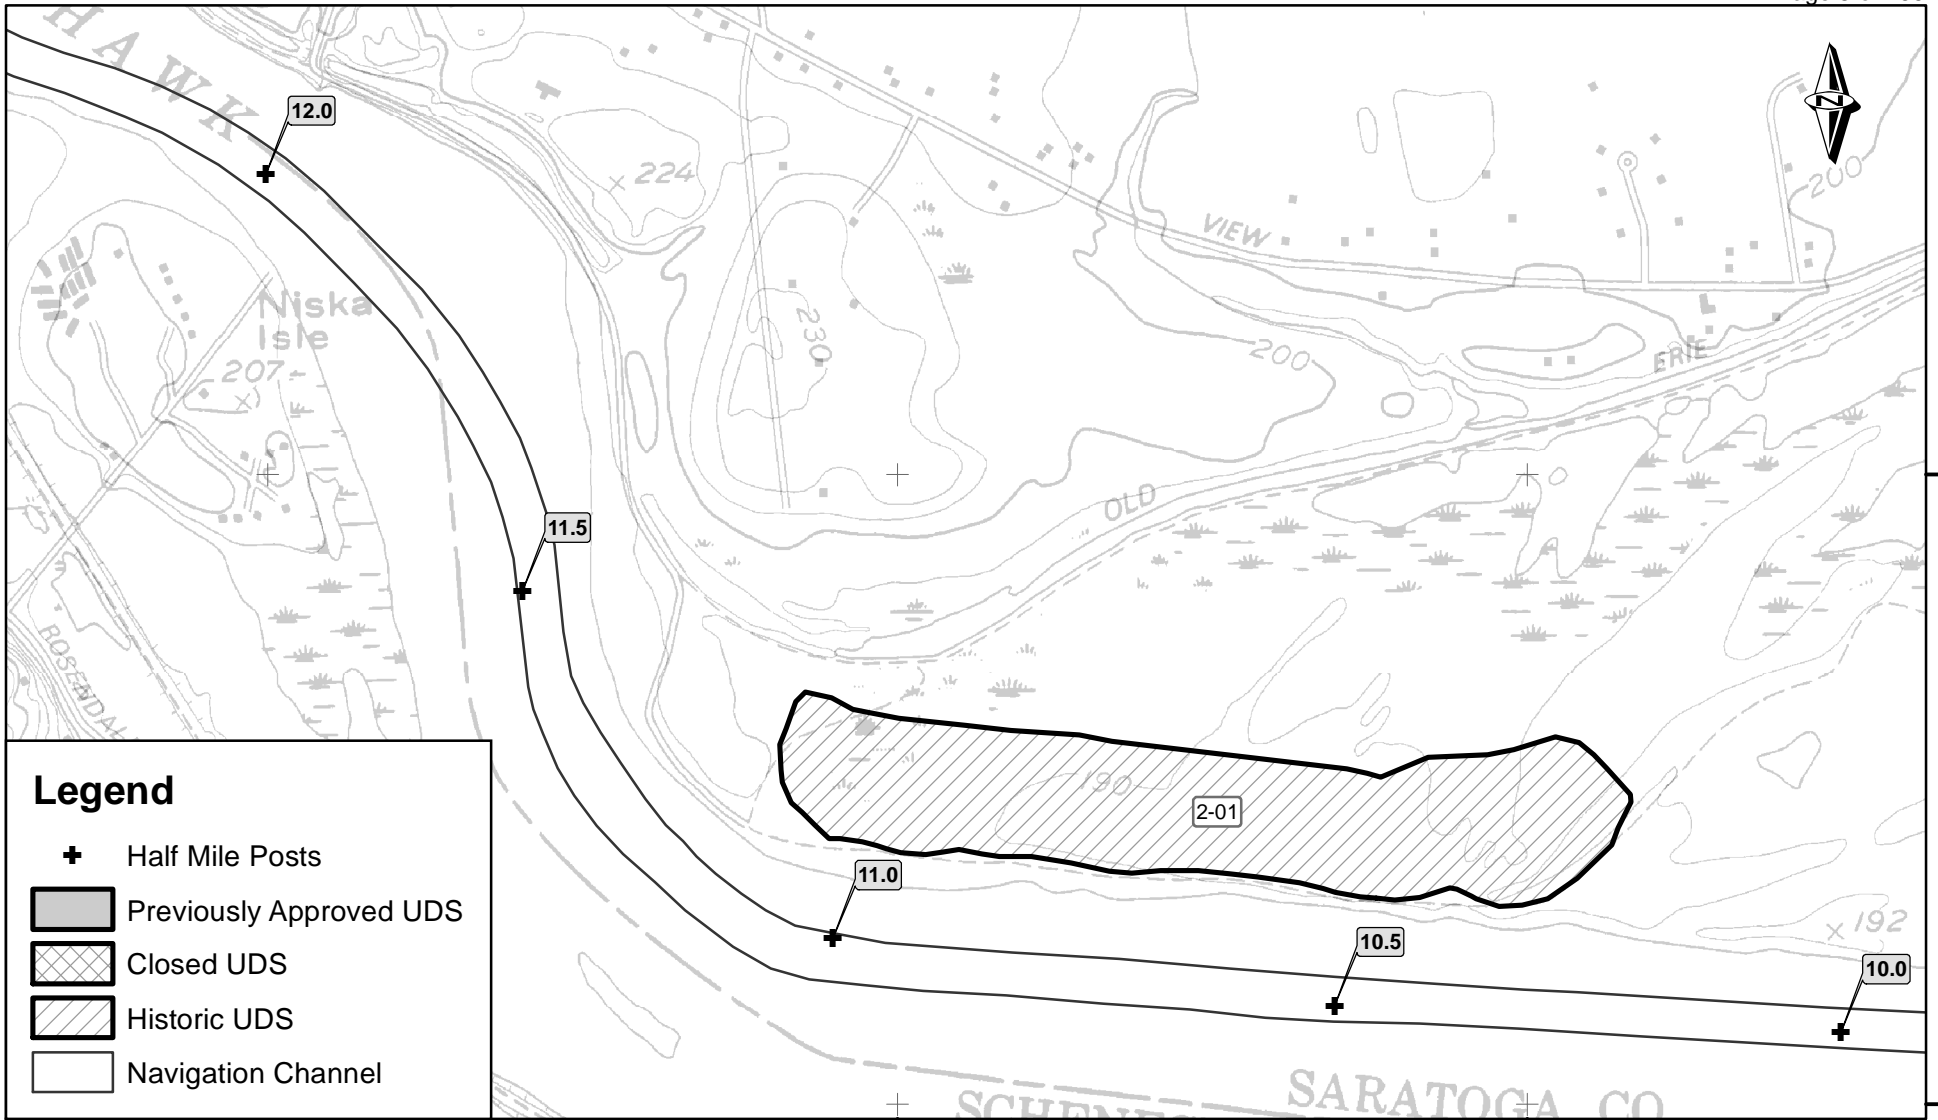 HAWK
12.0
224
N
200
VIEW
Niska
Isle
230
200
ERIE
207
OLD
11.5
190
2-01
11.0
192
10.5
10.0
Legend
Half Mile Posts
Previously Approved UDS
Closed UDS
Historic UDS
Navigation Channel
SARATOGA CO